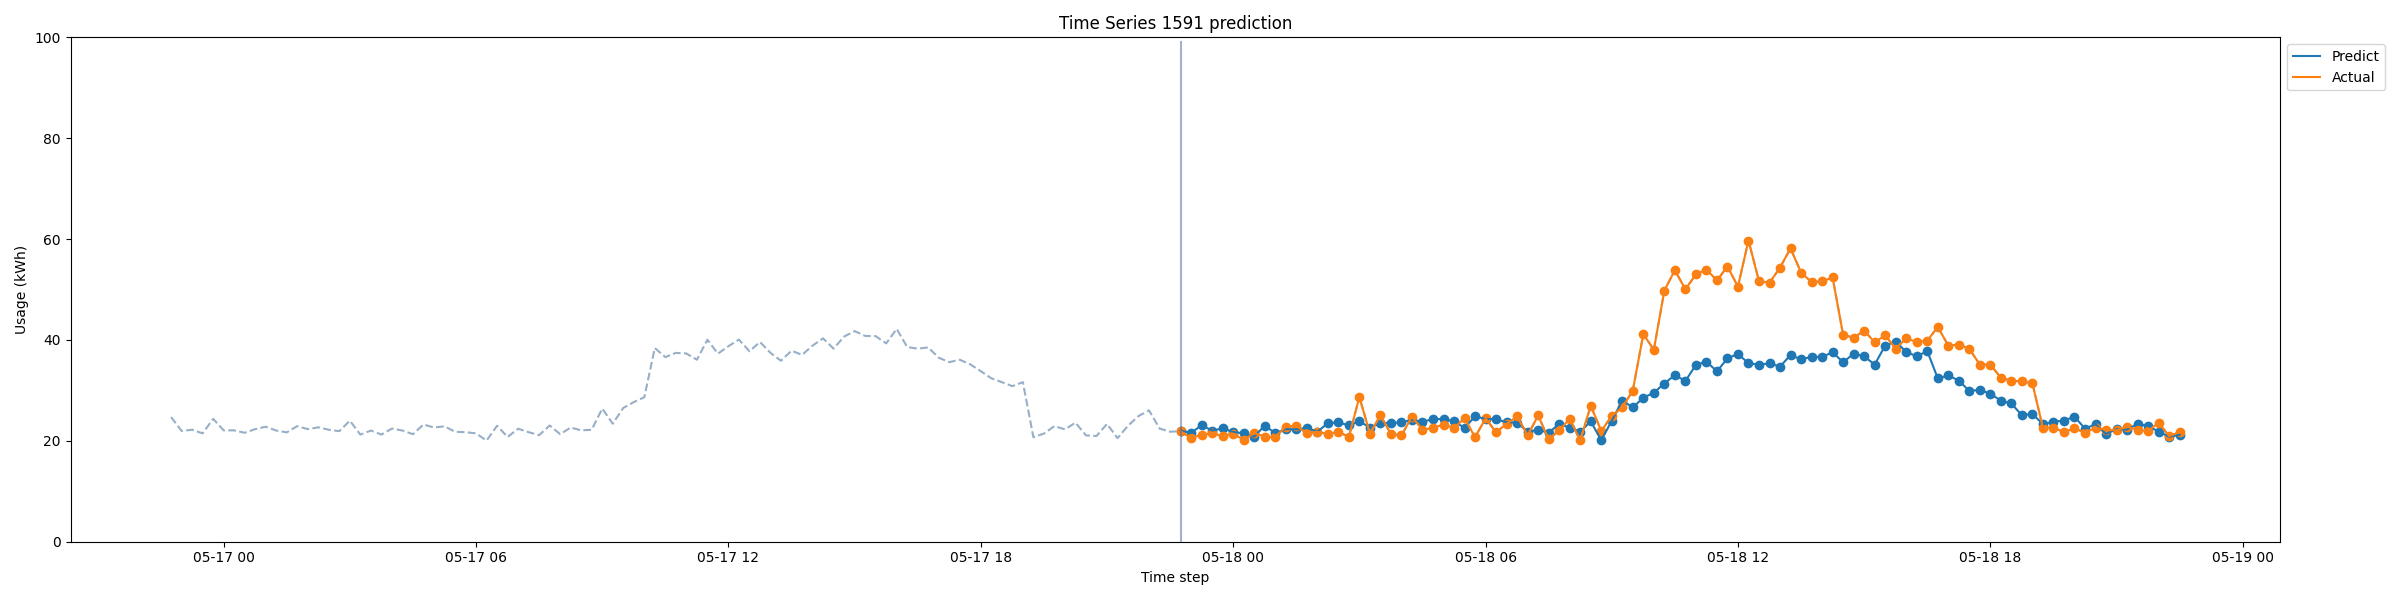 Time Series 1591 prediction
100
80
60
40
20
0
Usage (kWh)
05-17 00 05-17 06 05-17 12 05-17 18 05-18 00 05-18 06 05-18 12 05-18 18 05-19 00
Time step
Predict
Actual